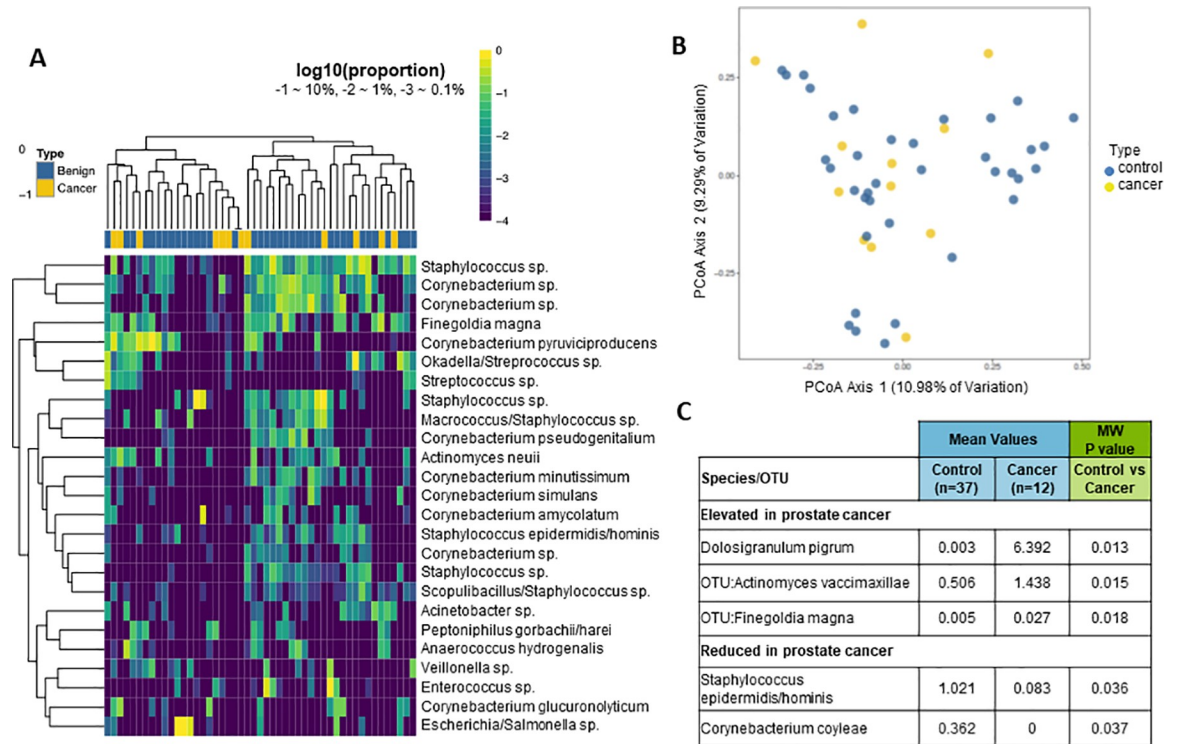 A
log10(proportion)
-1 ~ 10%, -2 ~ 1%, -3 ~ 0.1%
0
−1
−2
−3
−4
0
−1
Type
Benign
Cancer
Staphylococcus sp.
Corynebacterium sp.
Corynebacterium sp.
Finegoldia magna
Corynebacterium pyruviciproducens
Okadella/Streprococcus sp.
Streptococcus sp.
Staphylococcus sp.
Macrococcus/Staphylococcus sp.
Corynebacterium pseudogenitalium
Actinomyces neuii
Corynebacterium minutissimum
Corynebacterium simulans
Corynebacterium amycolatum
Staphylococcus epidermidis/hominis
Corynebacterium sp.
Staphylococcus sp.
Scopulibacillus/Staphylococcus sp.
Acinetobacter sp.
Peptoniphilus gorbachii/harei
Anaerococcus hydrogenalis
Veillonella sp.
Enterococcus sp.
Corynebacterium glucuronolyticum
Escherichia/Salmonella sp.
B
PCoA Axis 2 (9.29% of Variation)
0.25
0.00
−0.25
−0.25 0.00 0.25 0.50
PCoA Axis 1 (10.98% of Variation)
Type
control
cancer
C
Mean Values
MW
P value
Species/OTU
Control
(n=37)
Cancer
(n=12)
Control vs
Cancer
Elevated in prostate cancer
Dolosigranulum pigrum 0.003 6.392 0.013
OTU:Actinomyces vaccimaxillae 0.506 1.438 0.015
OTU:Finegoldia magna 0.005 0.027 0.018
Reduced in prostate cancer
Staphylococcus
epidermidis/hominis 1.021 0.083 0.036
Corynebacterium coyleae 0.362 0 0.037